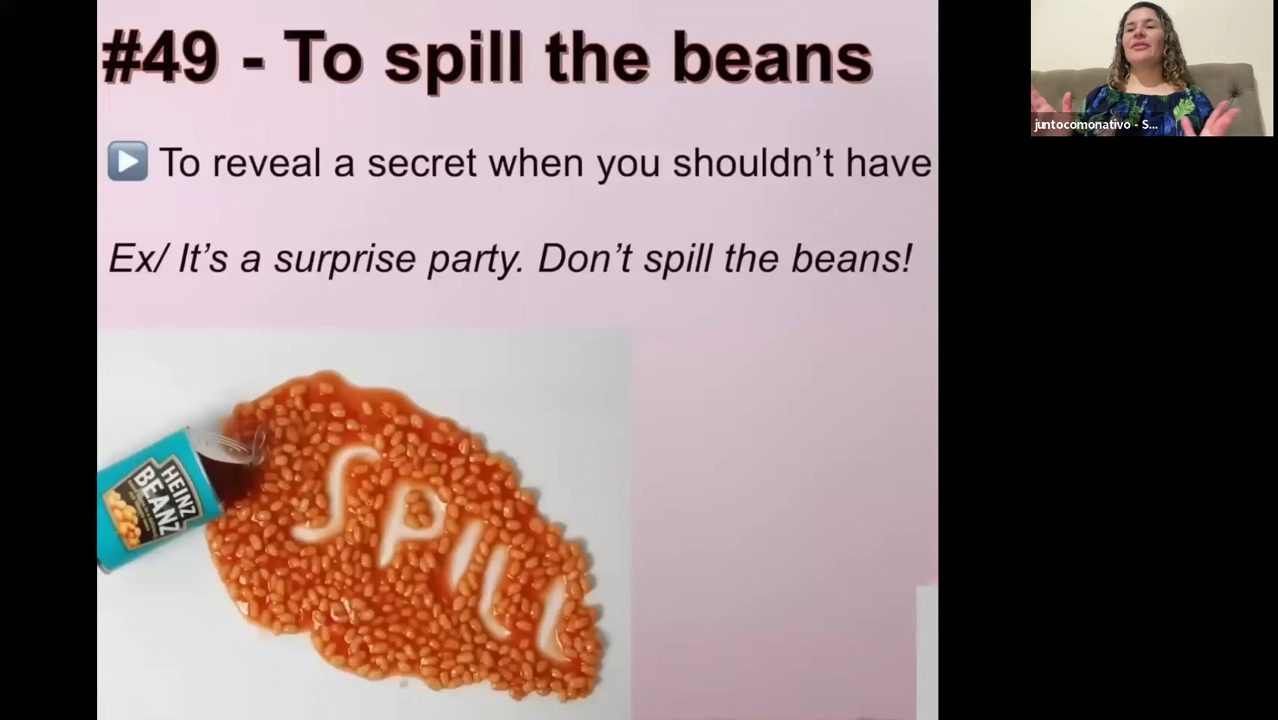 #49 - To spill the beans
To reveal a secret when you shouldn't have
Ex/ It's a surprise party. Don't spill the beans!
HEINZ
BEANZ
SPILL
juntocomonativo - S...